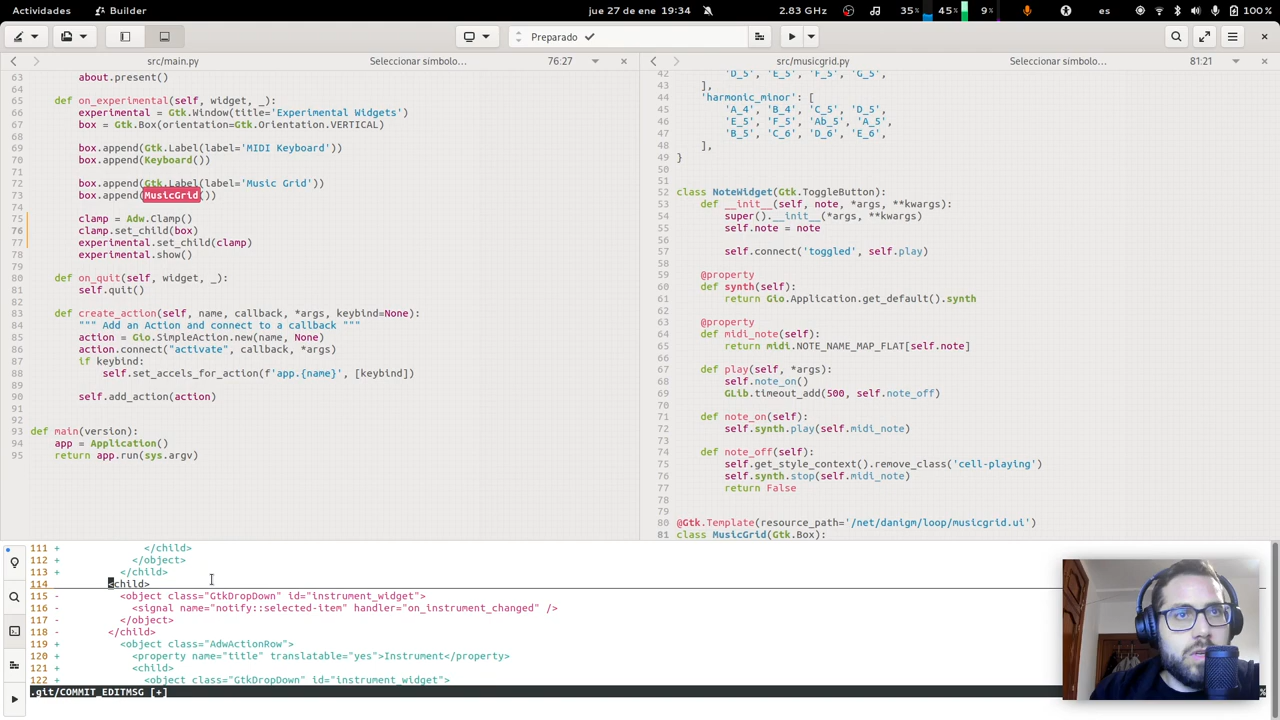 Actividades
jue 27 de ene 19:34
2.83 GHz
35%
45%
9%
es
100 %
Preparado
src/main.py
Seleccionar simbolo…
76:27
63 about.present()
64
65 def on_experimental(self, widget, _):
66 experimental = Gtk.Window(title='Experimental Widgets')
67 box = Gtk.Box(orientation=Gtk.Orientation.VERTICAL)
68
69 box.append(Gtk.Label(label='MIDI Keyboard'))
70 box.append(Keyboard())
71
72 box.append(Gtk.Label(label='Music Grid'))
73 box.append(MusicGrid())
74
75 clamp = Adw.Clamp()
76 clamp.set_child(box)
77 experimental.set_child(clamp)
78 experimental.show()
79
80 def on_quit(self, widget, _):
81 self.quit()
82
83 def create_action(self, name, callback, *args, keybind=None):
84 """ Add an Action and connect to a callback """
85 action = Gio.SimpleAction.new(name, None)
86 action.connect("activate", callback, *args)
87 if keybind:
88 self.set_accels_for_action(f'app.{name}', [keybind])
89
90 self.add_action(action)
91
92
93 def main(version):
94 app = Application()
95 return app.run(sys.argv)
src/musicgrid.py
Seleccionar simbolo…
81:21
42 'D_5', 'E_5', 'F_5', 'G_5',
43 ],
44 'harmonic_minor': [
45 'A_4', 'B_4', 'C_5', 'D_5',
46 'E_5', 'F_5', 'Ab_5', 'A_5',
47 'B_5', 'C_6', 'D_6', 'E_6',
48 ],
49 }
50
51
52 class NoteWidget(Gtk.ToggleButton):
53 def __init__(self, note, *args, **kwargs):
54 super().__init__(*args, **kwargs)
55 self.note = note
56
57 self.connect('toggled', self.play)
58
59 @property
60 def synth(self):
61 return Gio.Application.get_default().synth
62
63 @property
64 def midi_note(self):
65 return midi.NOTE_NAME_MAP_FLAT[self.note]
66
67 def play(self, *args):
68 self.note_on()
69 GLib.timeout_add(500, self.note_off)
70
71 def note_on(self):
72 self.synth.play(self.midi_note)
73
74 def note_off(self):
75 self.get_style_context().remove_class('cell-playing')
76 self.synth.stop(self.midi_note)
77 return False
78
79
80 @Gtk.Template(resource_path='/net/danigm/loop/musicgrid.ui')
81 class MusicGrid(Gtk.Box):
111 + </child>
112 + </object>
113 + </child>
114 <child>
115 - <object class="GtkDropDown" id="instrument_widget">
116 - <signal name="notify::selected-item" handler="on_instrument_changed" />
117 - </object>
118 - </child>
119 + <object class="AdwActionRow">
120 + <property name="title" translatable="yes">Instrument</property>
121 + <child>
122 + <object class="GtkDropDown" id="instrument_widget">
.git/COMMIT_EDITMSG [+]